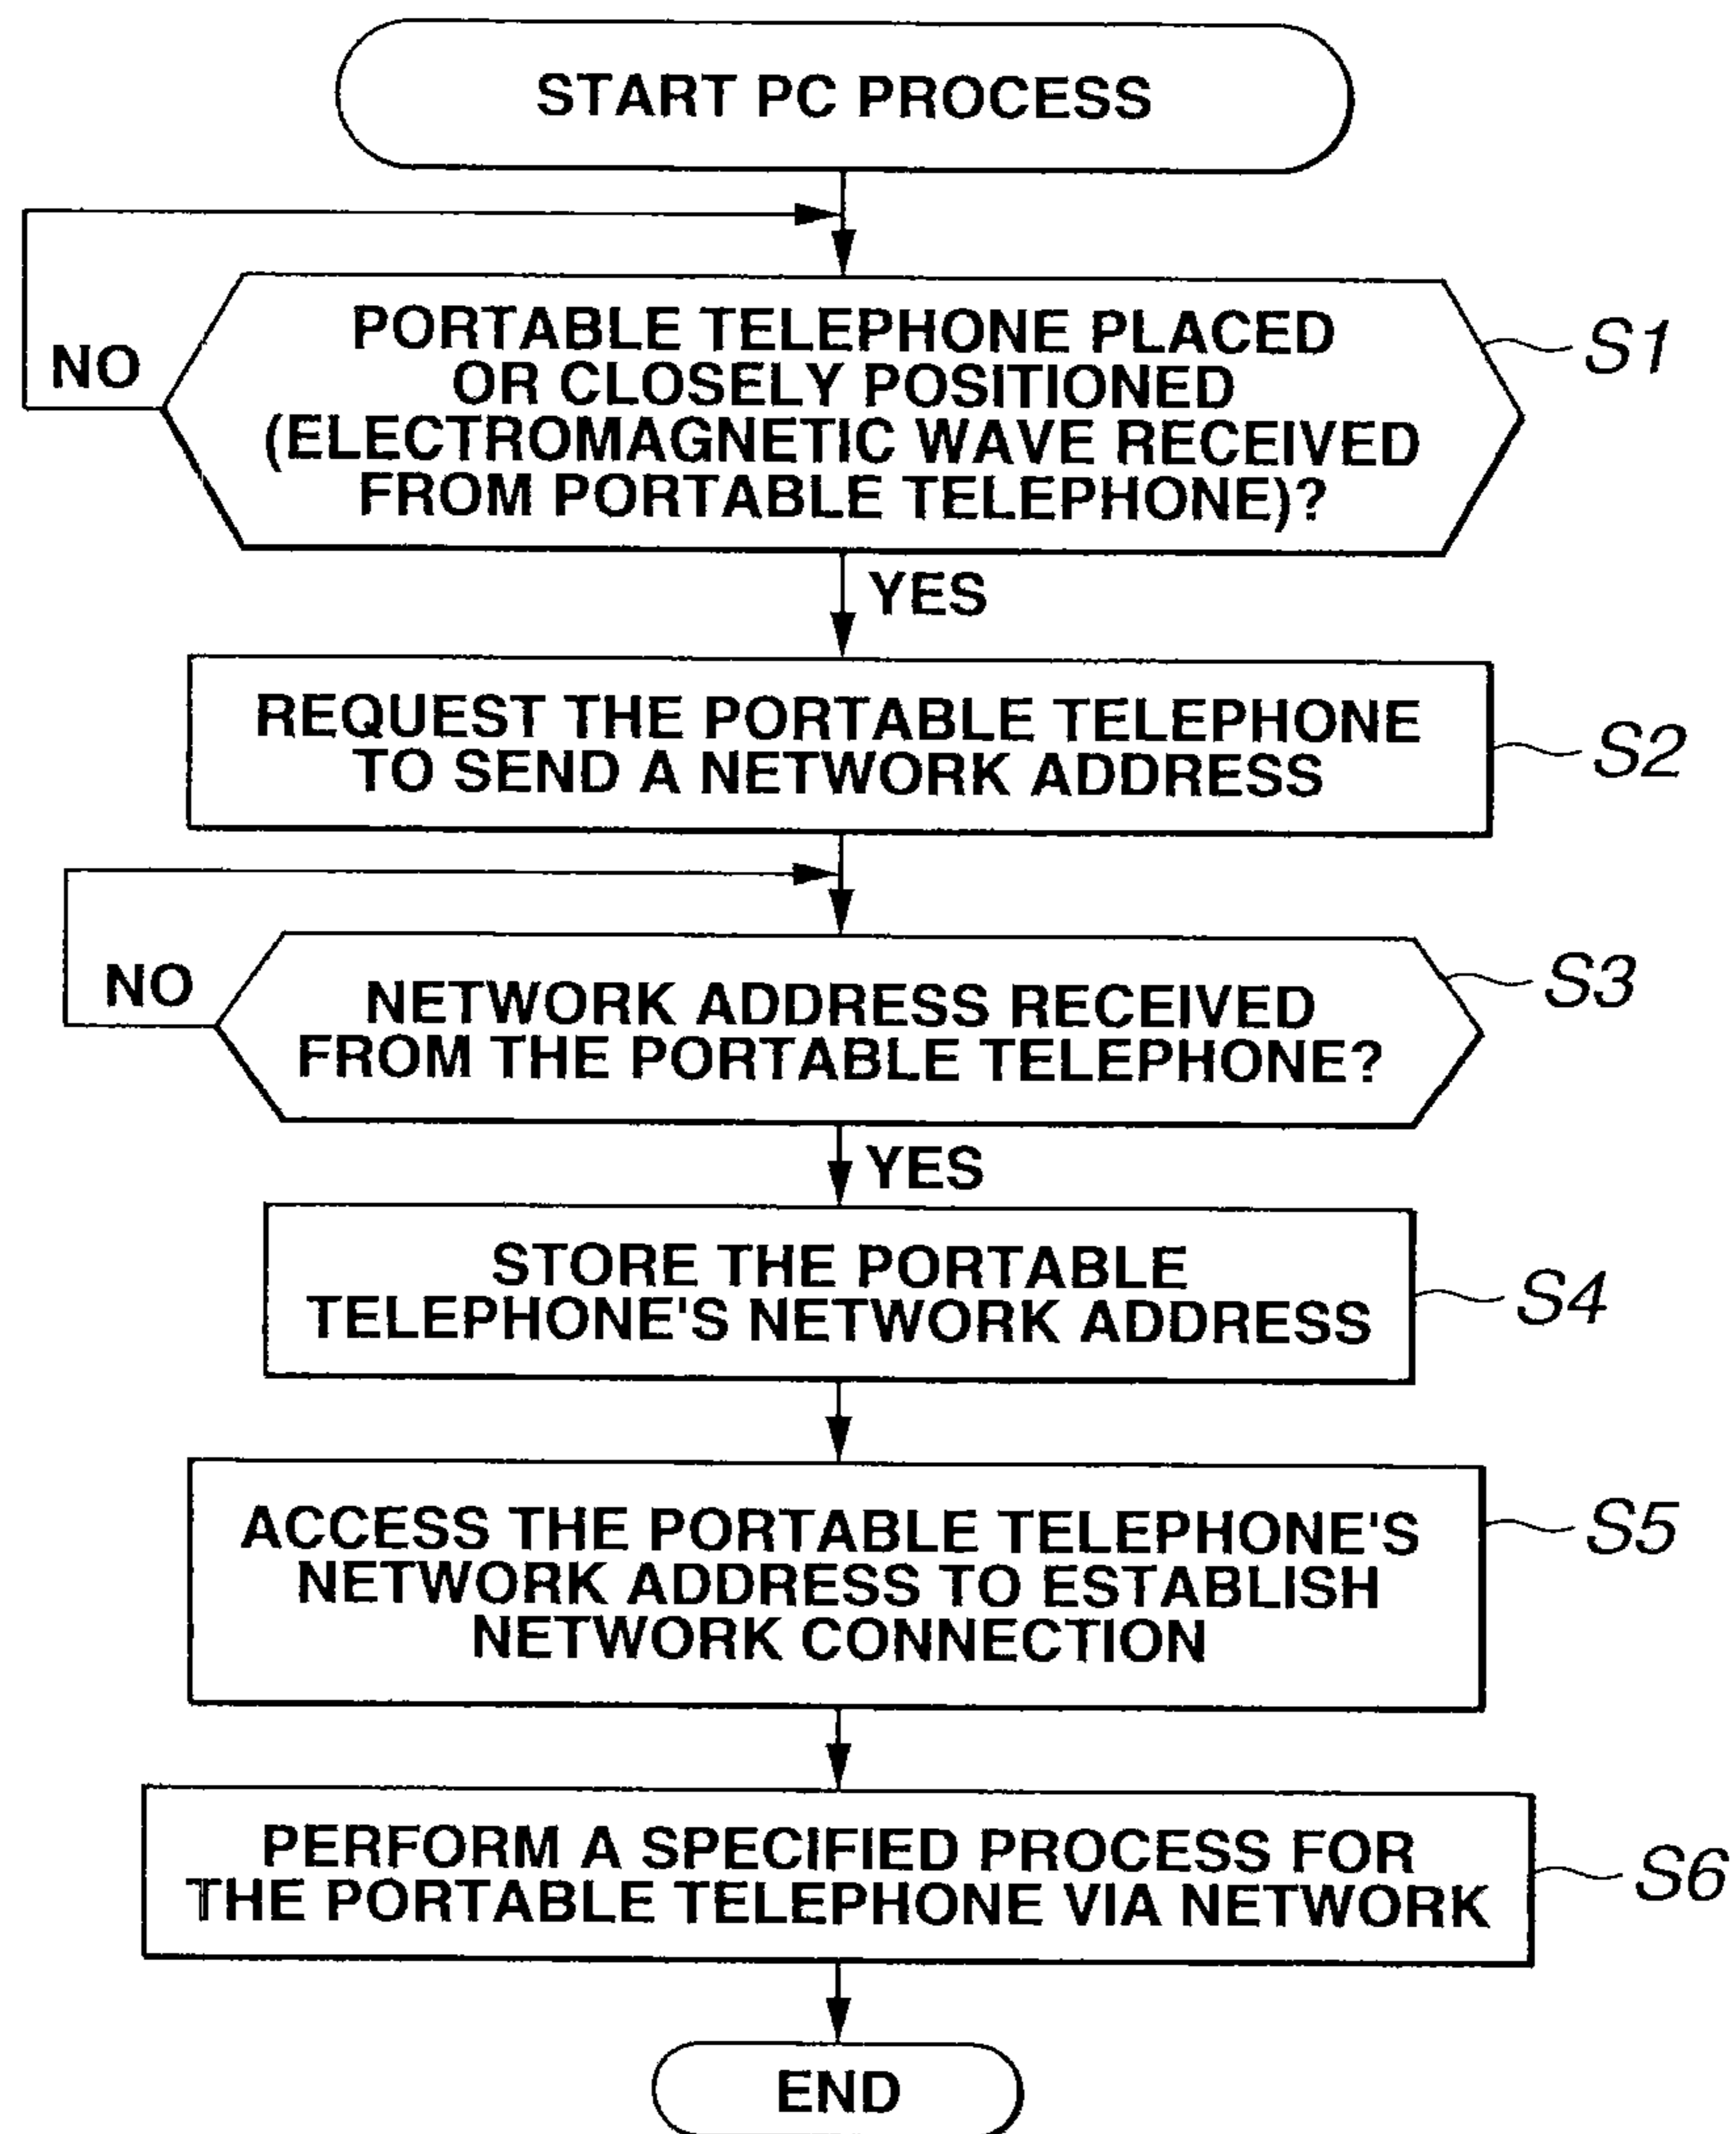 START PC PROCESS
NO
PORTABLE TELEPHONE PLACED
OR CLOSELY POSITIONED
(ELECTROMAGNETIC WAVE RECEIVED
FROM PORTABLE TELEPHONE)?
S1
YES
REQUEST THE PORTABLE TELEPHONE
TO SEND A NETWORK ADDRESS
S2
NO
NETWORK ADDRESS RECEIVED
FROM THE PORTABLE TELEPHONE?
S3
YES
STORE THE PORTABLE
TELEPHONE'S NETWORK ADDRESS
S4
ACCESS THE PORTABLE TELEPHONE'S
NETWORK ADDRESS TO ESTABLISH
NETWORK CONNECTION
S5
PERFORM A SPECIFIED PROCESS FOR
THE PORTABLE TELEPHONE VIA NETWORK
S6
END